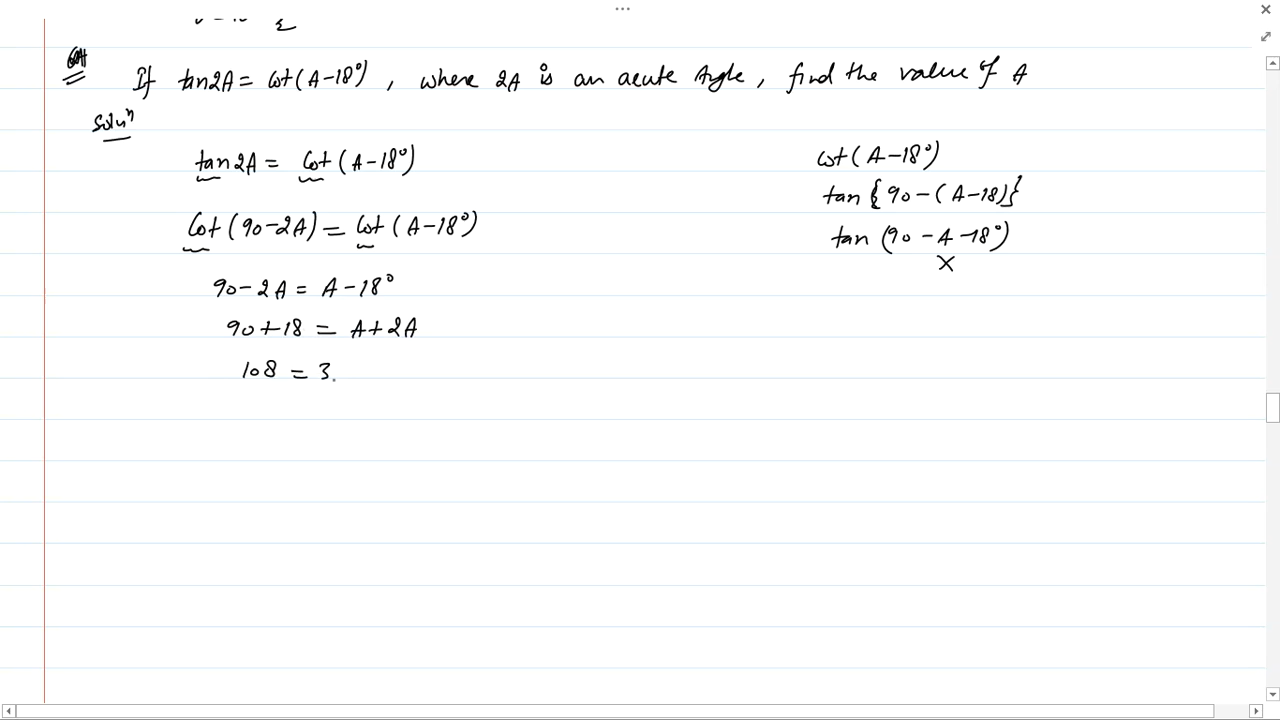 If tan2A = cot(A-18°), where 2A is an acute Angle, find the value of A
Soluⁿ
tan2A = Cot(A-18°)
Cot(90-2A) = Cot(A-18°)
90-2A = A-18°
90+18 = A+2A
108 = 3
cot(A-18°)
tan{90-(A-18)}
tan(90-A-18°)
X